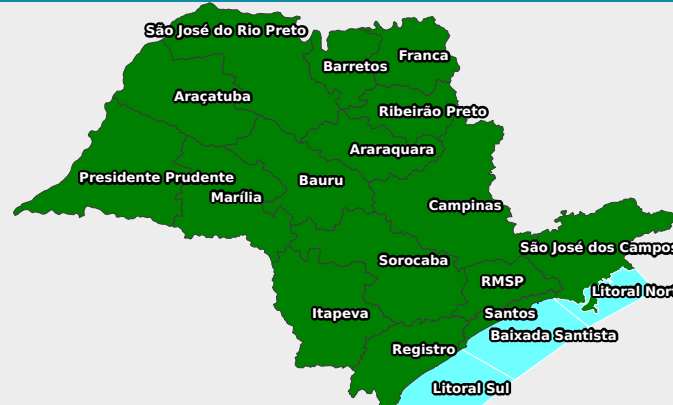 São José do Rio Preto
Franca
Barretos
Araçatuba
Ribeirão Preto
Araraquara
Presidente Prudente
Bauru
Marília
Campinas
São José dos Campos
Sorocaba
RMSP
Litoral Nort
Itapeva
Santos
Baixada Santista
Registro
Litoral Sul